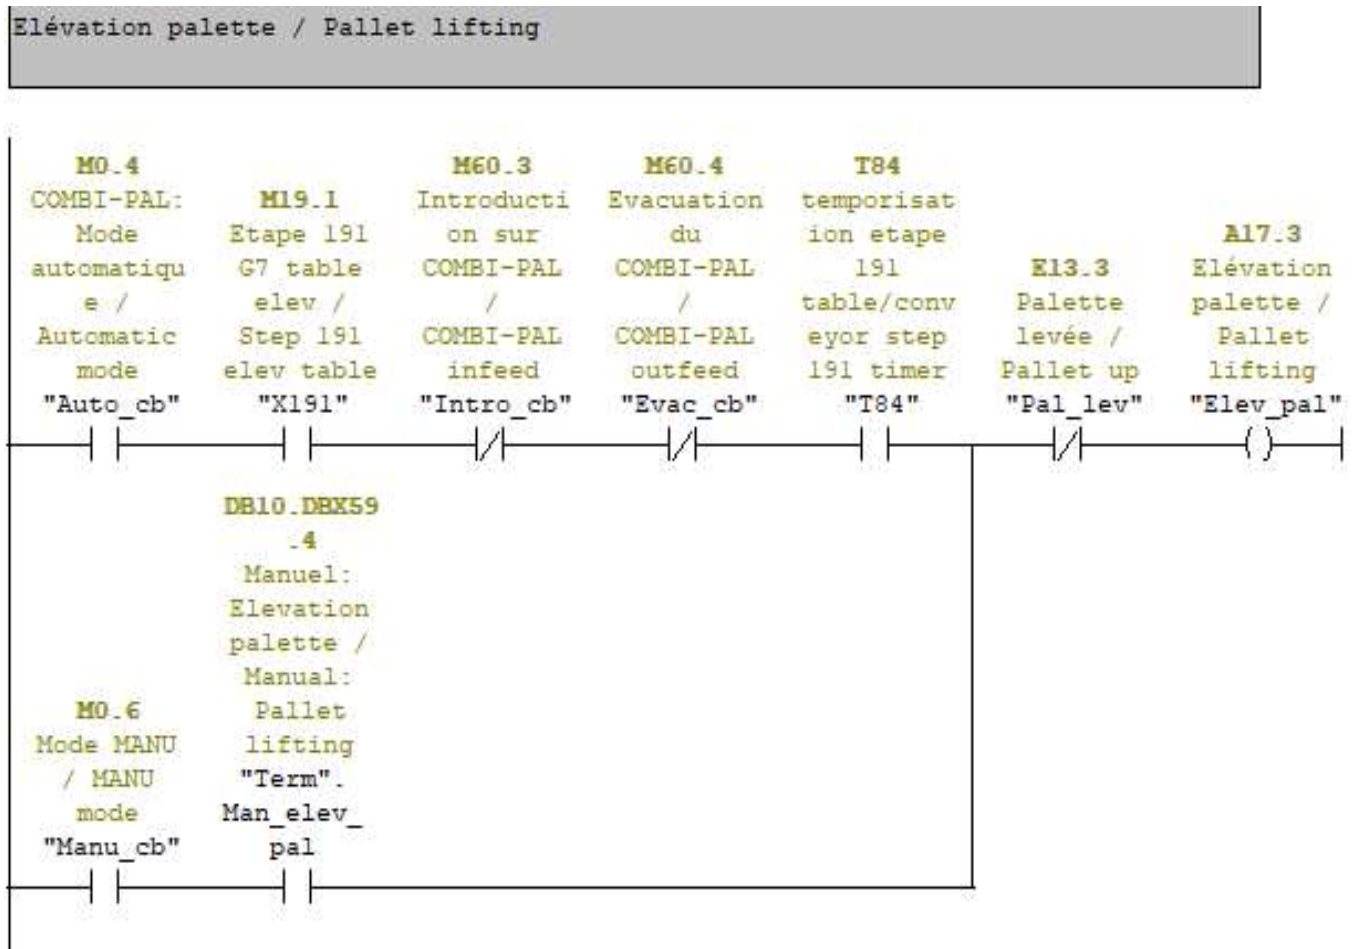 Elévation palette / Pallet lifting
M0.4
COMBI-PAL:
Mode
automatiqu
e /
Automatic
mode
"Auto_cb"
M19.1
Etape 191
G7 table
elev /
Step 191
elev table
"X191"
M60.3
Introducti
on sur
COMBI-PAL
/
COMBI-PAL
infeed
"Intro_cb"
M60.4
Evacuation
du
COMBI-PAL
/
COMBI-PAL
outfeed
"Evac_cb"
T84
temporisat
ion etape
191
table/conv
eyor step
191 timer
"T84"
E13.3
Palette
levée /
Pallet up
"Pal_lev"
A17.3
Elévation
palette /
Pallet
lifting
"Elev_pal"
M0.6
Mode MANU
/ MANU
mode
"Manu_cb"
DB10.DBX59
.4
Manuel:
Elevation
palette /
Manual:
Pallet
lifting
"Term".
Man_elev_
pal